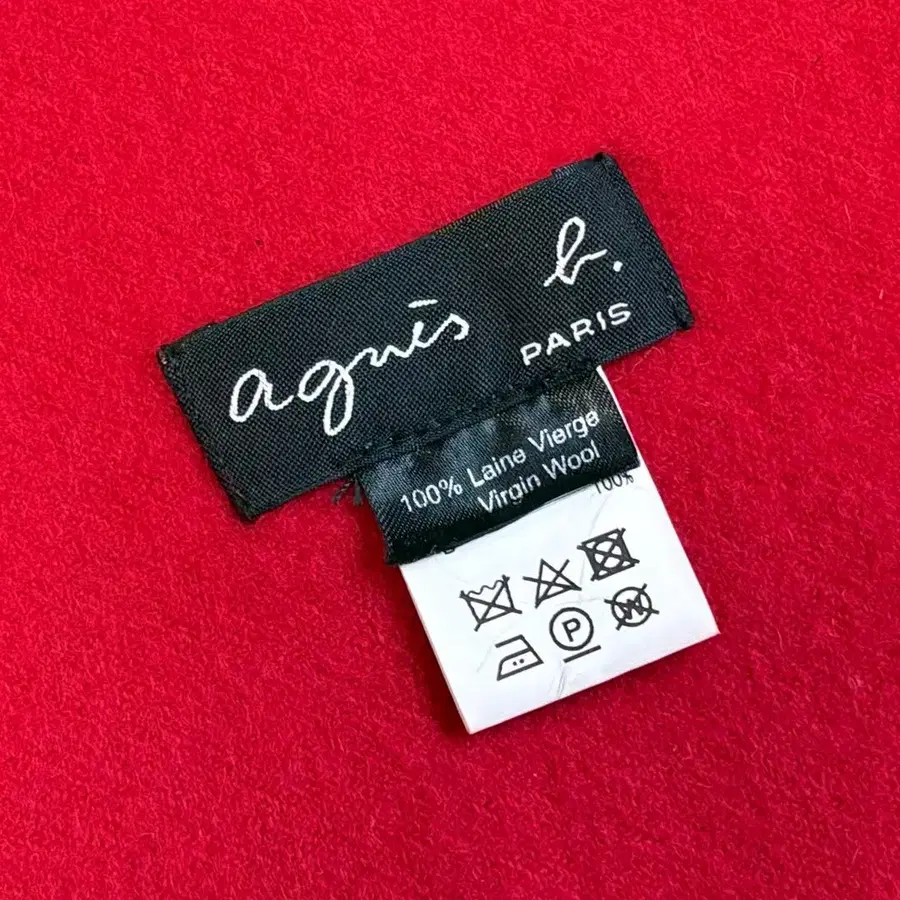 agnès b.
PARIS
100% Laine Vierge
Virgin Wool
100%
P
W